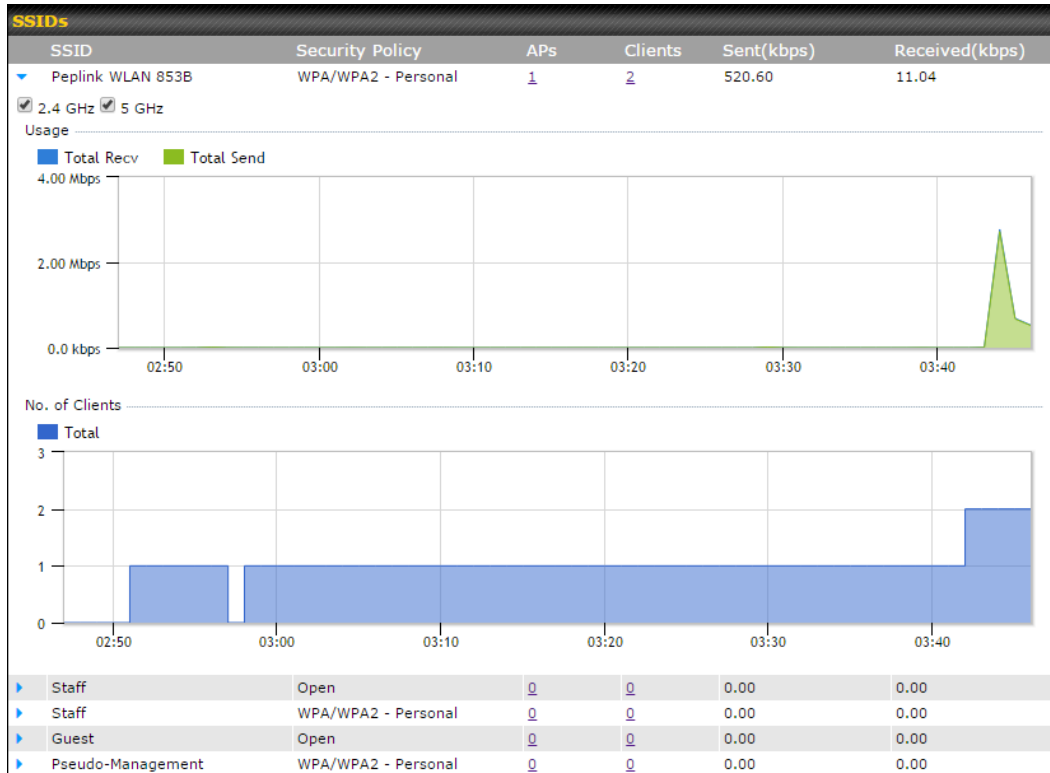 SSIDs
SSID Security Policy APs Clients Sent(kbps) Received(kbps)
Peplink WLAN 853B WPA/WPA2 - Personal 1 2 520.60 11.04
2.4 GHz 5 GHz
Usage
Total Recv Total Send
4.00 Mbps
2.00 Mbps
0.0 kbps
02:50 03:00 03:10 03:20 03:30 03:40
No. of Clients
Total
3
2
1
0
02:50 03:00 03:10 03:20 03:30 03:40
Staff Open 0 0 0.00 0.00
Staff WPA/WPA2 - Personal 0 0 0.00 0.00
Guest Open 0 0 0.00 0.00
Pseudo-Management WPA/WPA2 - Personal 0 0 0.00 0.00